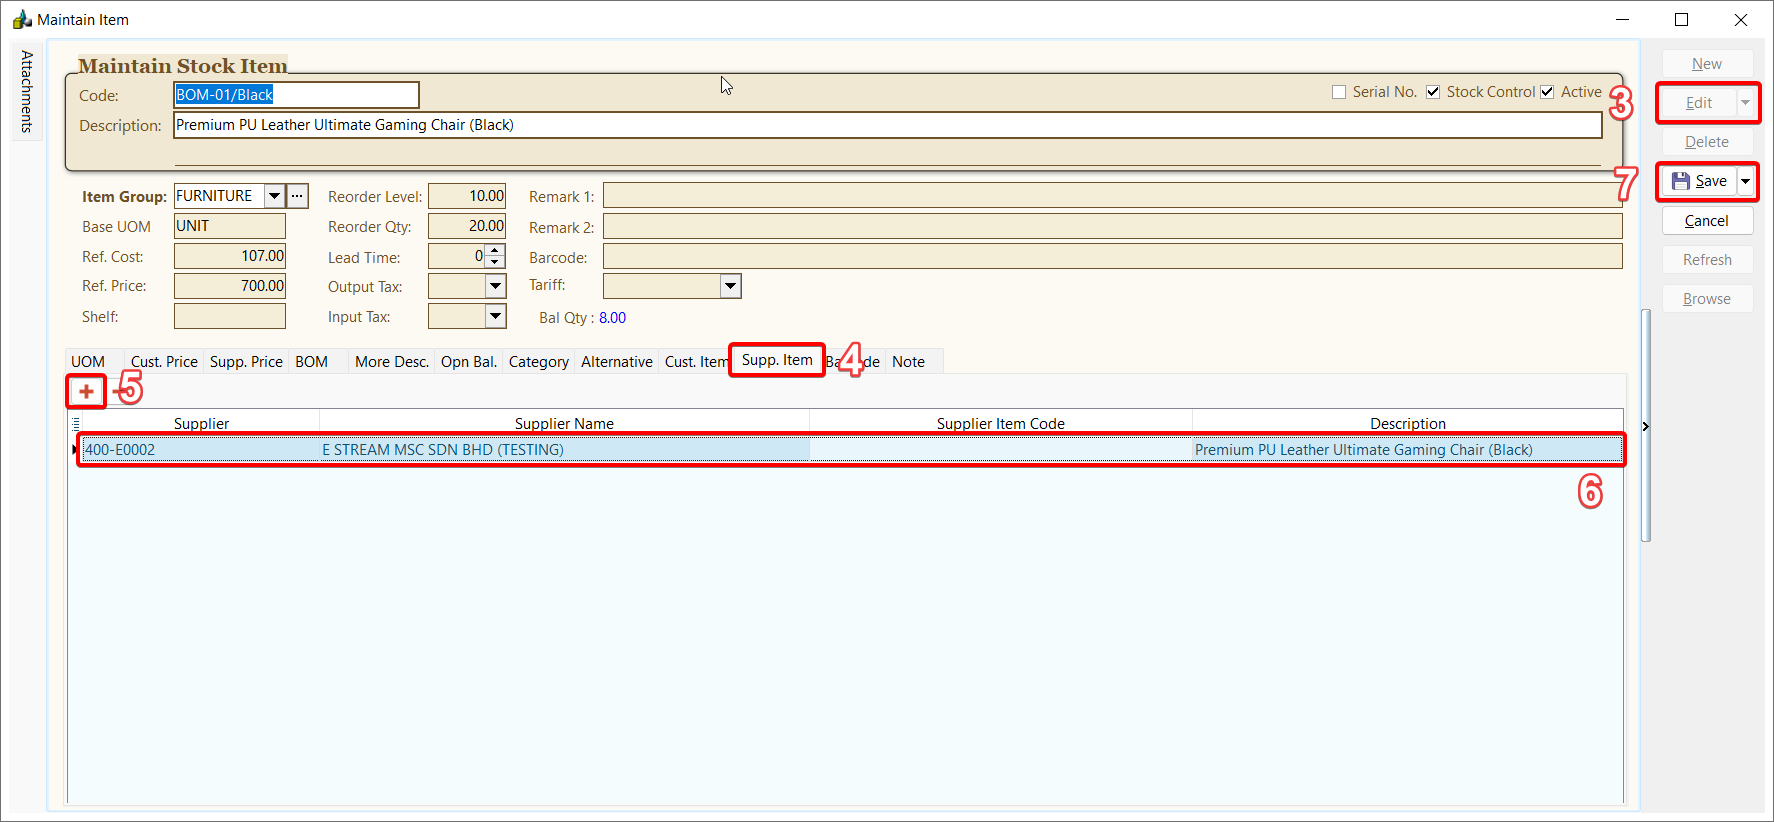 Maintain Item
Attachments
Maintain Stock Item
Code: BOM-01/Black
Serial No. Stock Control Active
Description: Premium PU Leather Ultimate Gaming Chair (Black)
Item Group: FURNITURE ... Reorder Level: 10.00 Remark 1:
Base UOM UNIT Reorder Qty: 20.00 Remark 2:
Ref. Cost: 107.00 Lead Time: 0 Barcode:
Ref. Price: 700.00 Output Tax: Tariff:
Shelf: Input Tax: Bal Qty : 8.00
UOM Cust. Price Supp. Price BOM More Desc. Opn Bal. Category Alternative Cust. Item Supp. Item 4 Note
+ 5
Supplier Supplier Name Supplier Item Code Description
400-E0002 E STREAM MSC SDN BHD (TESTING) Premium PU Leather Ultimate Gaming Chair (Black)
6
New
3 Edit
Delete
7 Save
Cancel
Refresh
Browse